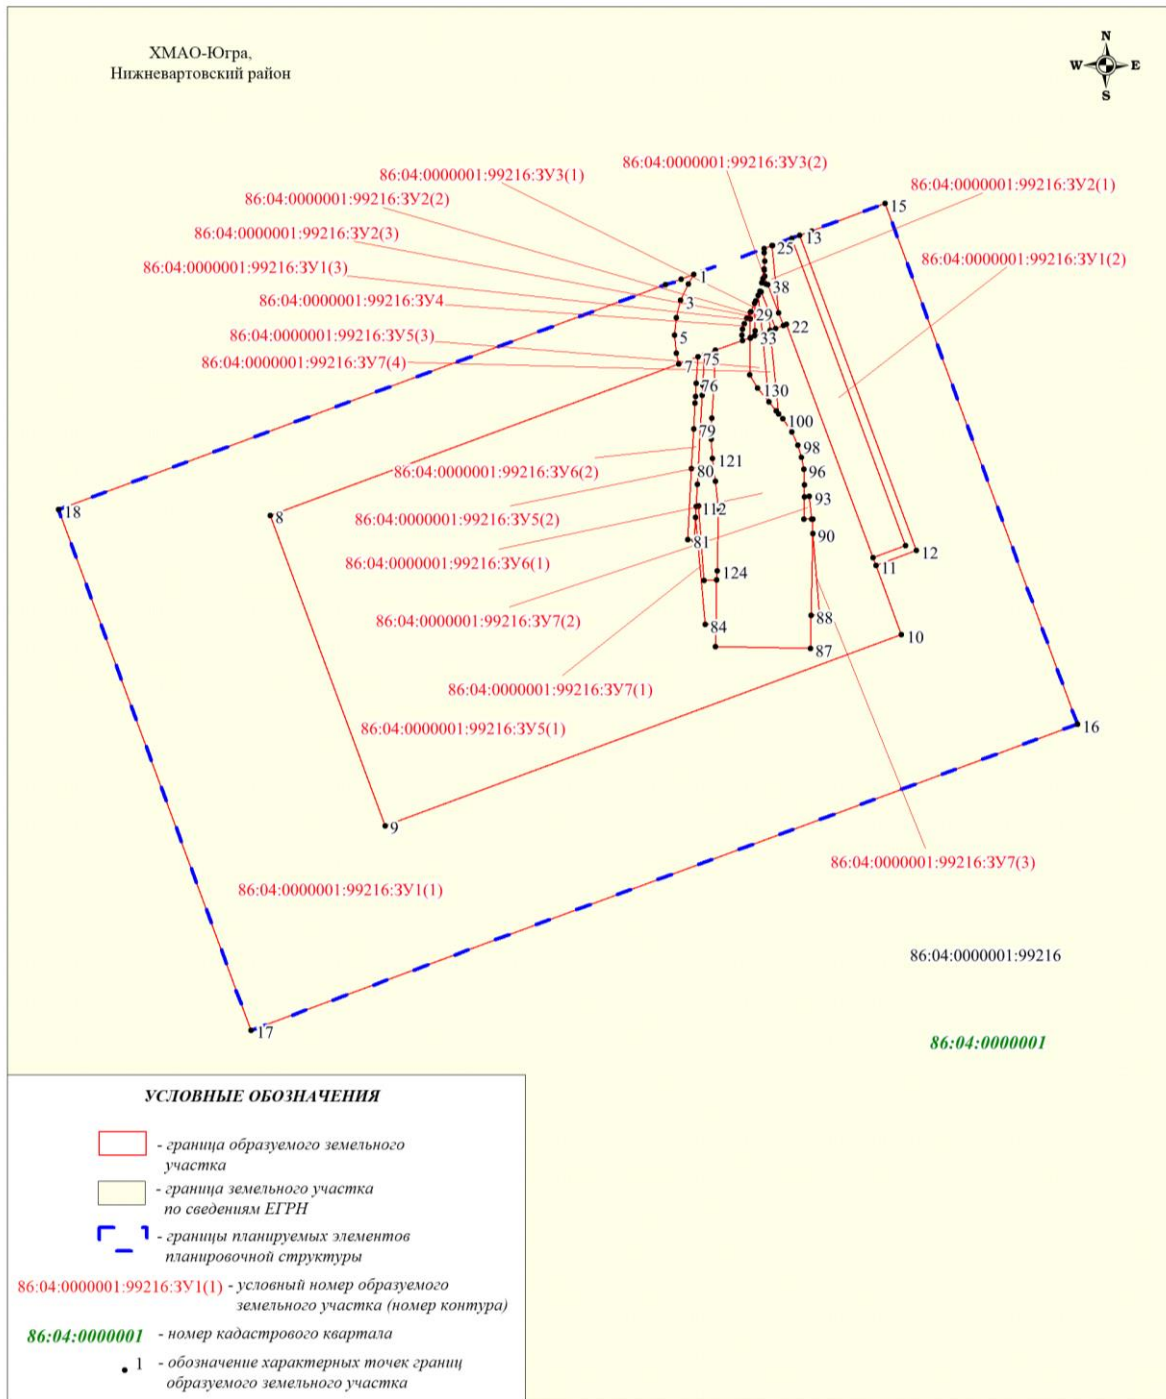 ХМАО-Югра,
Нижневартовский район
N
W E
S
86:04:0000001:99216:ЗУ3(2)
86:04:0000001:99216:ЗУ3(1)
86:04:0000001:99216:ЗУ2(1)
86:04:0000001:99216:ЗУ2(2)
15
86:04:0000001:99216:ЗУ2(3)
25
13
86:04:0000001:99216:ЗУ1(2)
86:04:0000001:99216:ЗУ1(3)
1
38
86:04:0000001:99216:ЗУ4
3
29
22
86:04:0000001:99216:ЗУ5(3)
5
33
86:04:0000001:99216:ЗУ7(4)
7
75
76
130
100
79
98
121
86:04:0000001:99216:ЗУ6(2)
80
96
93
18
8
112
86:04:0000001:99216:ЗУ5(2)
90
81
12
86:04:0000001:99216:ЗУ6(1)
11
124
86:04:0000001:99216:ЗУ7(2)
88
84
10
87
86:04:0000001:99216:ЗУ7(1)
86:04:0000001:99216:ЗУ5(1)
16
9
86:04:0000001:99216:ЗУ7(3)
86:04:0000001:99216:ЗУ1(1)
86:04:0000001:99216
17
86:04:0000001
УСЛОВНЫЕ ОБОЗНАЧЕНИЯ
- граница образуемого земельного
участка
- граница земельного участка
по сведениям ЕГРН
- границы планируемых элементов
планировочной структуры
86:04:0000001:99216:ЗУ1(1) - условный номер образуемого
земельного участка (номер контура)
86:04:0000001 - номер кадастрового квартала
1 - обозначение характерных точек границ
образуемого земельного участка